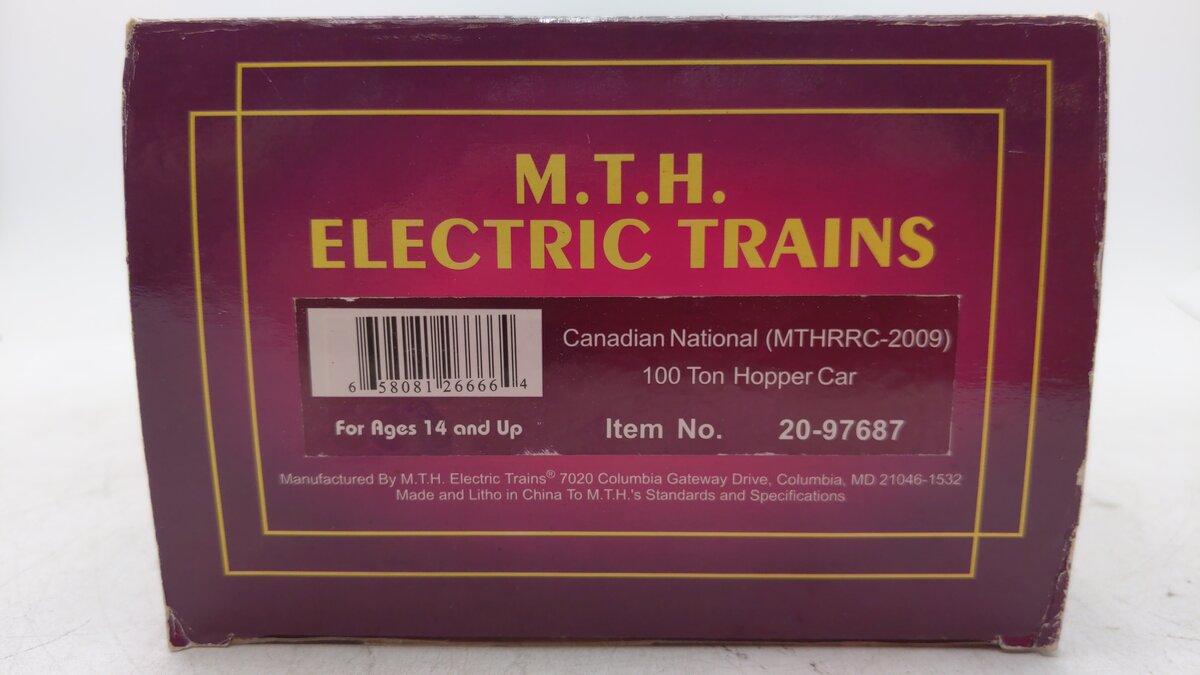 M.T.H.
ELECTRIC TRAINS
Canadian National (MTHRRC-2009)
100 Ton Hopper Car
6 58081 26666 4
For Ages 14 and Up
Item No. 20-97687
Manufactured By M.T.H. Electric Trains® 7020 Columbia Gateway Drive, Columbia, MD 21046-1532
Made and Litho in China To M.T.H.'s Standards and Specifications